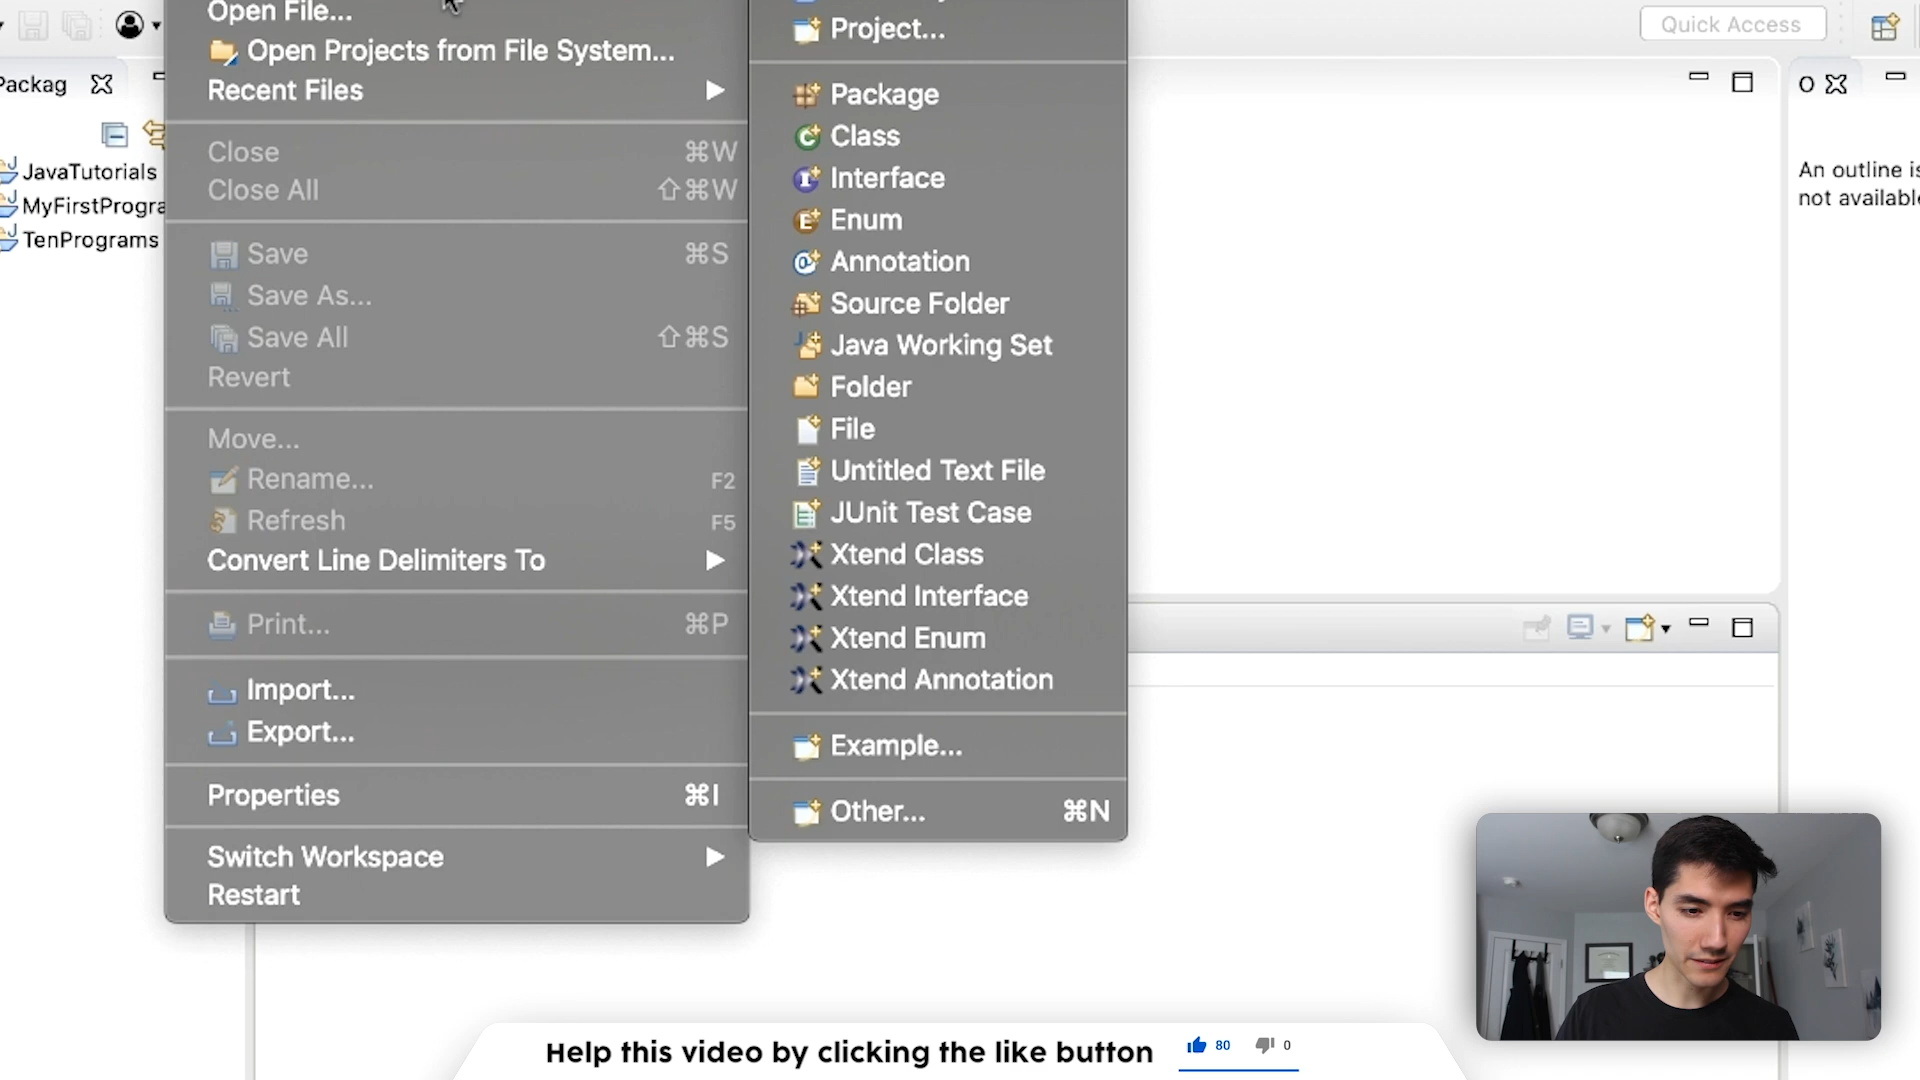 Open File...
Open Projects from File System...
Recent Files
Close ⌘W
Close All ⇧⌘W
Save ⌘S
Save As...
Save All ⇧⌘S
Revert
Move...
Rename... F2
Refresh F5
Convert Line Delimiters To
Print... ⌘P
Import...
Export...
Properties ⌘I
Switch Workspace
Restart
Project...
Package
Class
Interface
Enum
Annotation
Source Folder
Java Working Set
Folder
File
Untitled Text File
JUnit Test Case
Xtend Class
Xtend Interface
Xtend Enum
Xtend Annotation
Example...
Other... ⌘N
Packag
JavaTutorials
MyFirstProgra
TenPrograms
Quick Access
O
An outline is
not available
Help this video by clicking the like button 80 0